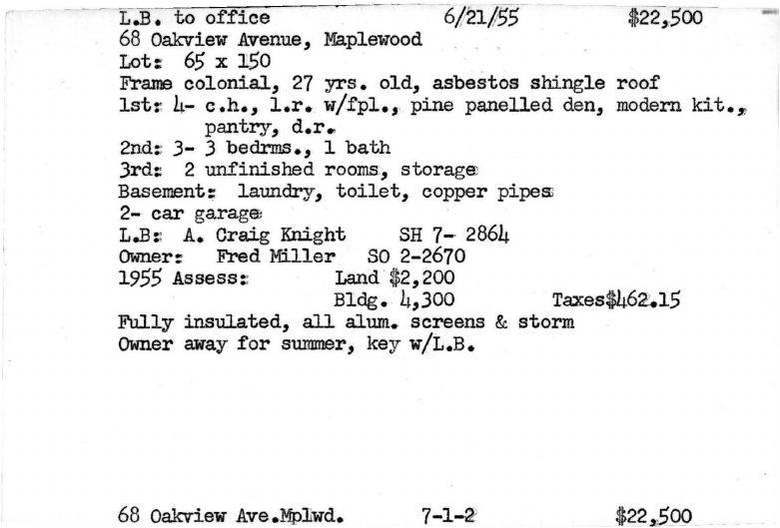 L.B. to office 6/21/55 $22,500
68 Oakview Avenue, Maplewood
Lot: 65 x 150
Frame colonial, 27 yrs. old, asbestos shingle roof
1st: 4- c.h., l.r. w/fpl., pine panelled den, modern kit.,
pantry, d.r.
2nd: 3- 3 bedrms., 1 bath
3rd: 2 unfinished rooms, storage
Basement: laundry, toilet, copper pipes
2- car garage
L.B: A. Craig Knight SH 7- 2864
Owner: Fred Miller SO 2-2670
1955 Assess: Land $2,200
Bldg. 4,300 Taxes$462.15
Fully insulated, all alum. screens & storm
Owner away for summer, key w/L.B.
68 Oakview Ave.Mplwd. 7-1-2 $22,500